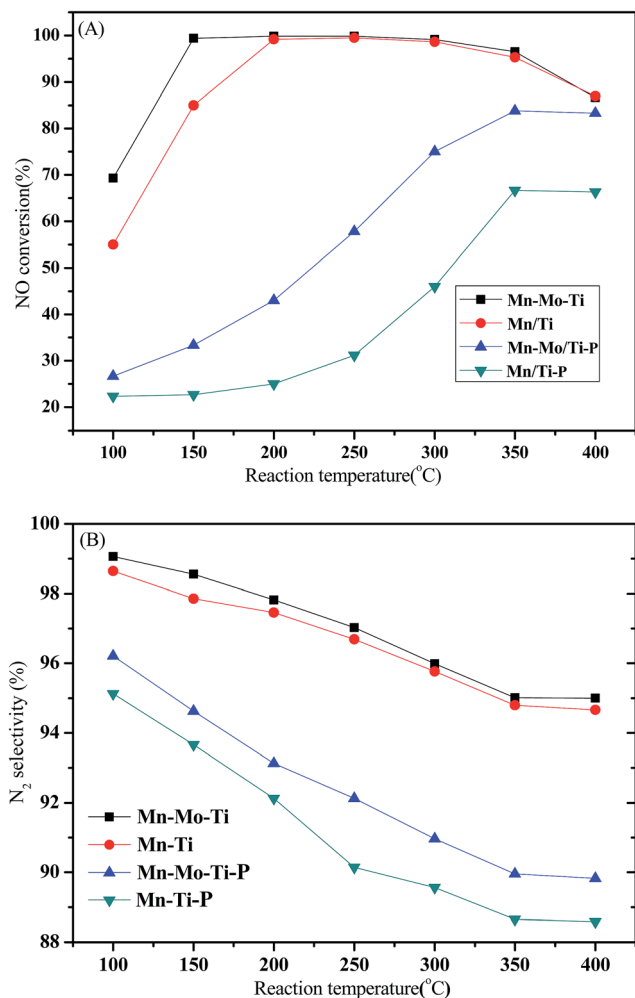 (A)
100
90
80
70
60
50
40
30
20
NO conversion(%)
Mn-Mo-Ti
Mn/Ti
Mn-Mo/Ti-P
Mn/Ti-P
100 150 200 250 300 350 400
Reaction temperature(°C)
(B)
100
98
96
94
92
90
88
N₂ selectivity (%)
Mn-Mo-Ti
Mn-Ti
Mn-Mo-Ti-P
Mn-Ti-P
100 150 200 250 300 350 400
Reaction temperature(°C)